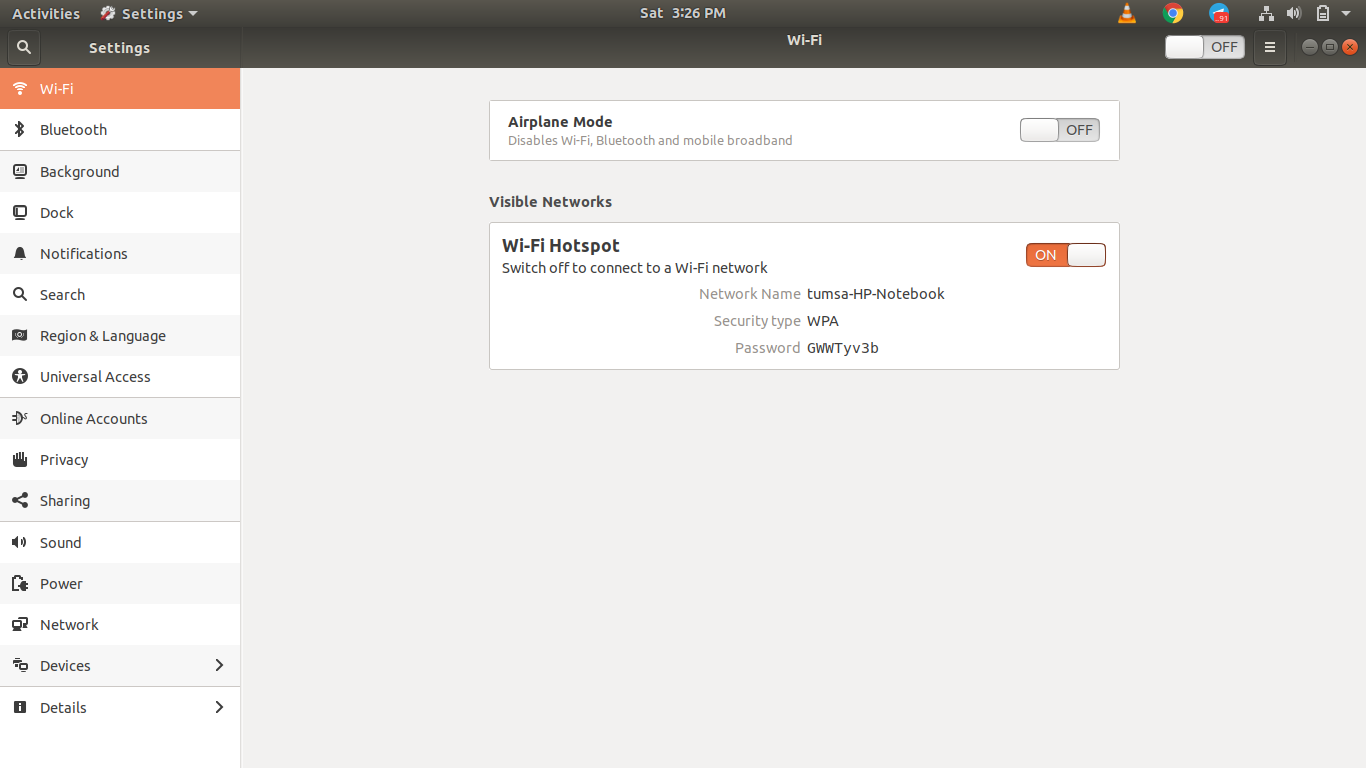 Activities Settings Sat 3:26 PM 91
Settings Wi-Fi OFF
Wi-Fi
Bluetooth
Background
Dock
Notifications
Search
Region & Language
Universal Access
Online Accounts
Privacy
Sharing
Sound
Power
Network
Devices
Details
Airplane Mode OFF
Disables Wi-Fi, Bluetooth and mobile broadband
Visible Networks
Wi-Fi Hotspot ON
Switch off to connect to a Wi-Fi network
Network Name tumsa-HP-Notebook
Security type WPA
Password GWWTyv3b